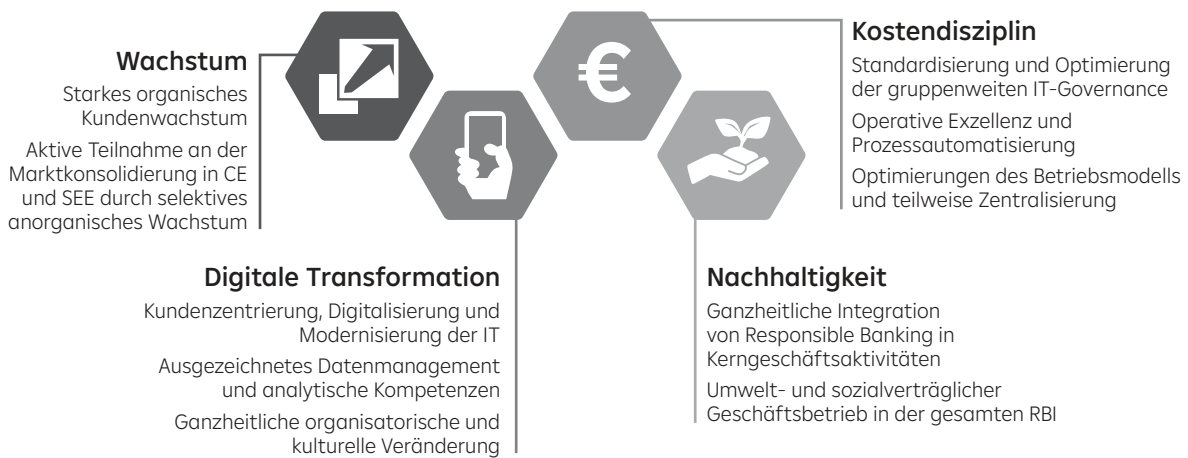 Wachstum
Starkes organisches
Kundenwachstum
Aktive Teilnahme an der
Marktkonsolidierung in CE
und SEE durch selektives
anorganisches Wachstum
Digitale Transformation
Kundenzentrierung, Digitalisierung und
Modernisierung der IT
Ausgezeichnetes Datenmanagement
und analytische Kompetenzen
Ganzheitliche organisatorische und
kulturelle Veränderung
€
Kostendisziplin
Standardisierung und Optimierung
der gruppenweiten IT-Governance
Operative Exzellenz und
Prozessautomatisierung
Optimierungen des Betriebsmodells
und teilweise Zentralisierung
Nachhaltigkeit
Ganzheitliche Integration
von Responsible Banking in
Kerngeschäftsaktivitäten
Umwelt- und sozialverträglicher
Geschäftsbetrieb in der gesamten RBI